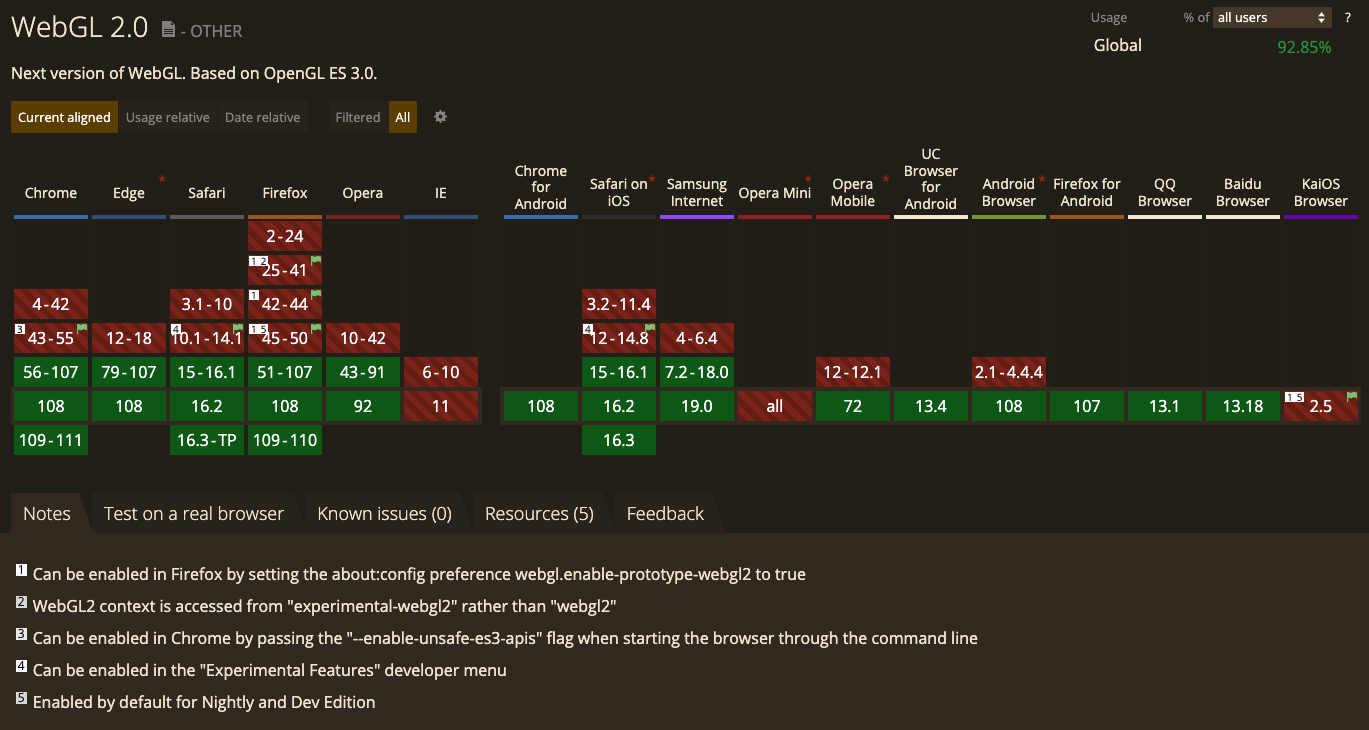 WebGL 2.0 - OTHER
Usage % of all users ?
Global 92.85%
Next version of WebGL. Based on OpenGL ES 3.0.
Current aligned Usage relative Date relative Filtered All
Chrome Edge * Safari Firefox Opera IE Chrome for Android Safari on iOS * Samsung Internet Opera Mini * Opera Mobile * UC Browser for Android Android Browser * Firefox for Android QQ Browser Baidu Browser KaiOS Browser
2-24
1 2 25-41
4-42 3.1-10 1 42-44 3.2-11.4
3 43-55 12-18 4 10.1-14.1 1 5 45-50 10-42 4 12-14.8 4-6.4
56-107 79-107 15-16.1 51-107 43-91 6-10 15-16.1 7.2-18.0 12-12.1 2.1-4.4.4
108 108 16.2 108 92 11 108 16.2 19.0 all 72 13.4 108 107 13.1 13.18 1 5 2.5
109-111 16.3-TP 109-110 16.3
Notes Test on a real browser Known issues (0) Resources (5) Feedback
1 Can be enabled in Firefox by setting the about:config preference webgl.enable-prototype-webgl2 to true
2 WebGL2 context is accessed from "experimental-webgl2" rather than "webgl2"
3 Can be enabled in Chrome by passing the "--enable-unsafe-es3-apis" flag when starting the browser through the command line
4 Can be enabled in the "Experimental Features" developer menu
5 Enabled by default for Nightly and Dev Edition